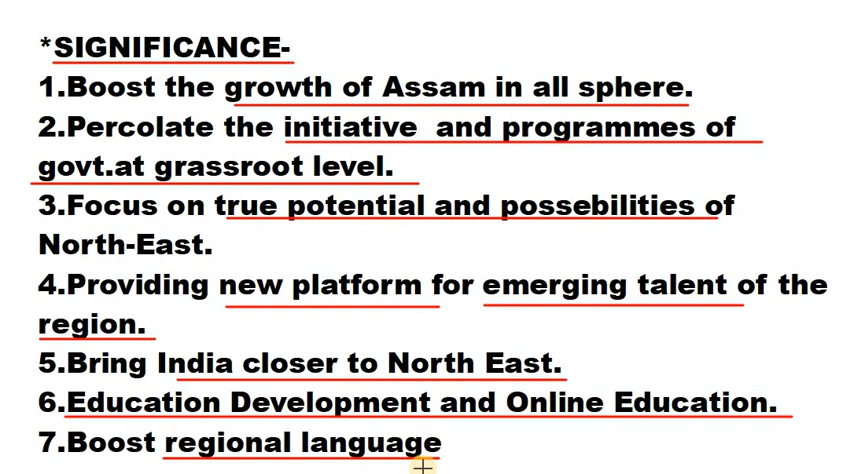 *SIGNIFICANCE-
1.Boost the growth of Assam in all sphere.
2.Percolate the initiative and programmes of
govt.at grassroot level.
3.Focus on true potential and possebilities of
North-East.
4.Providing new platform for emerging talent of the
region.
5.Bring India closer to North East.
6.Education Development and Online Education.
7.Boost regional language